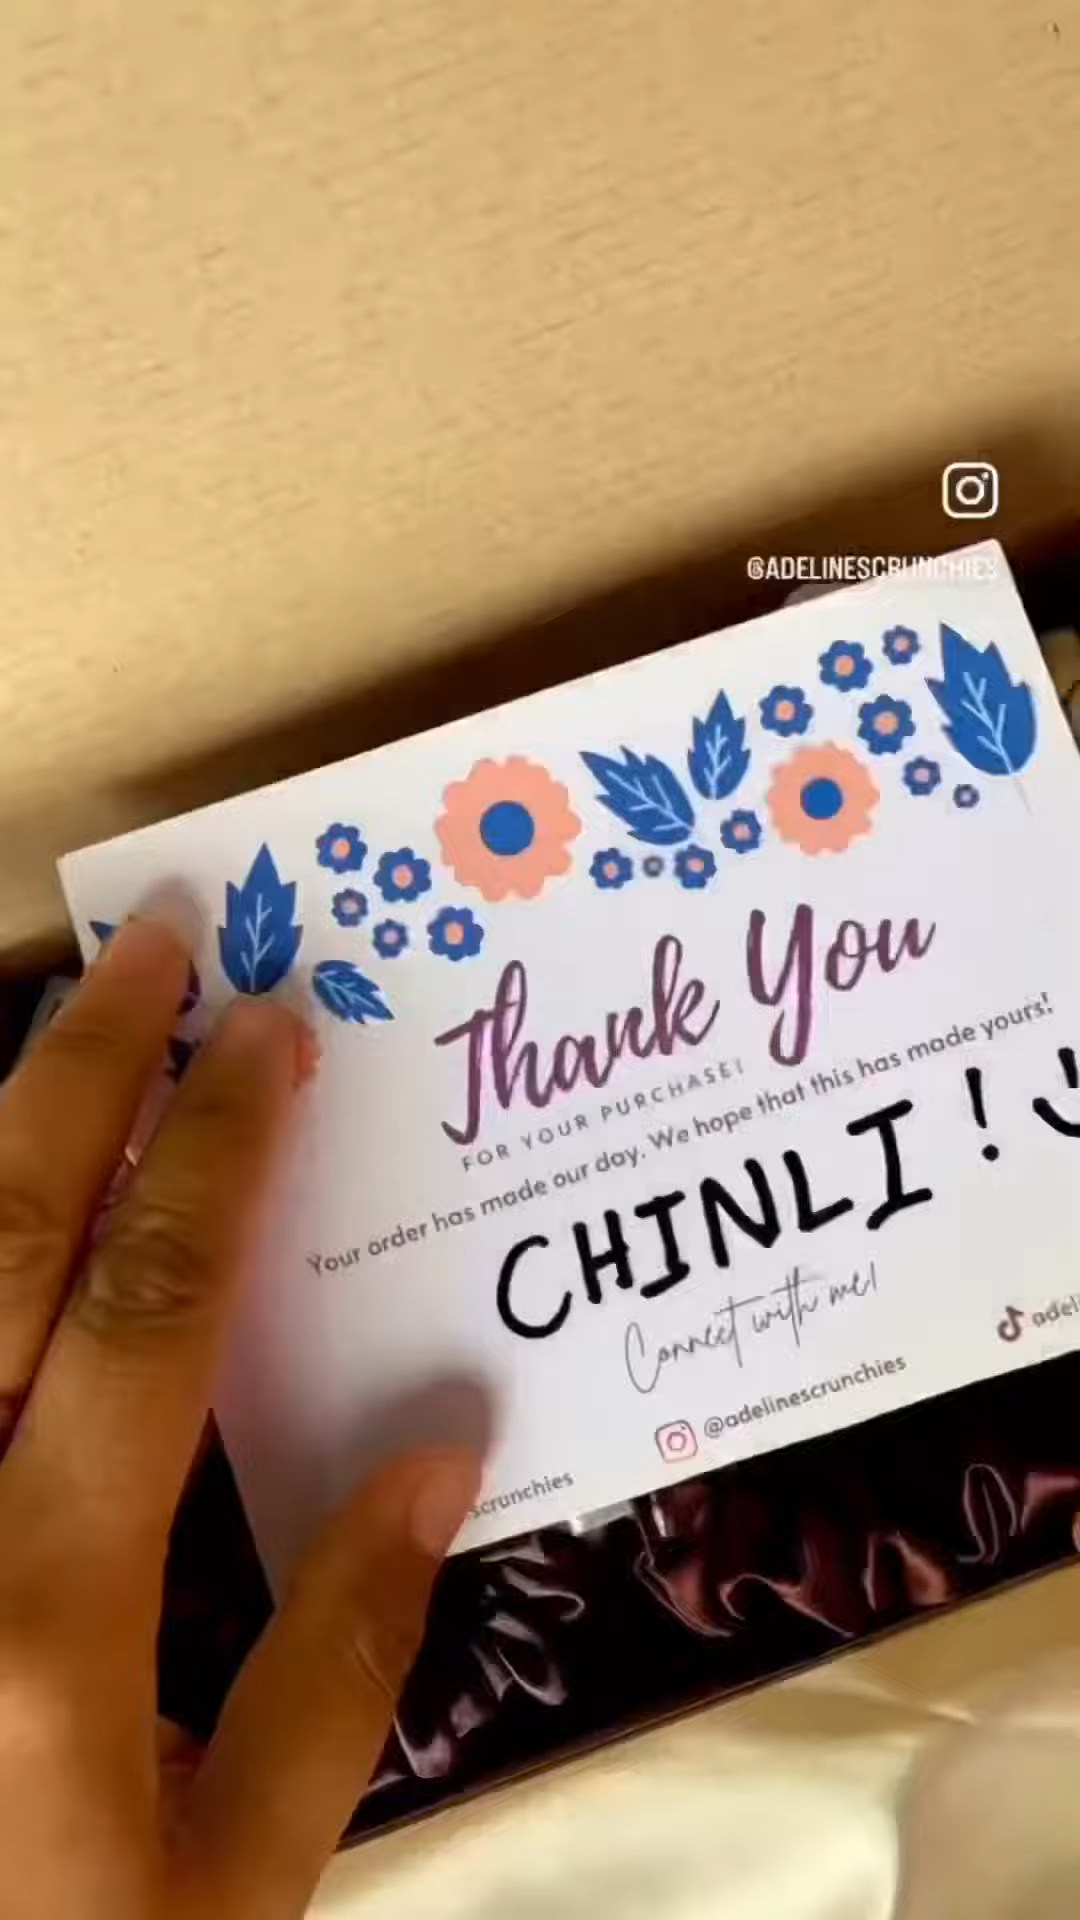 @ADELINESCRUNCHIES
Thank You
FOR YOUR PURCHASE!
Your order has made our day. We hope that this has made yours!
CHINLI !
Connect with me!
@adelinescrunchies